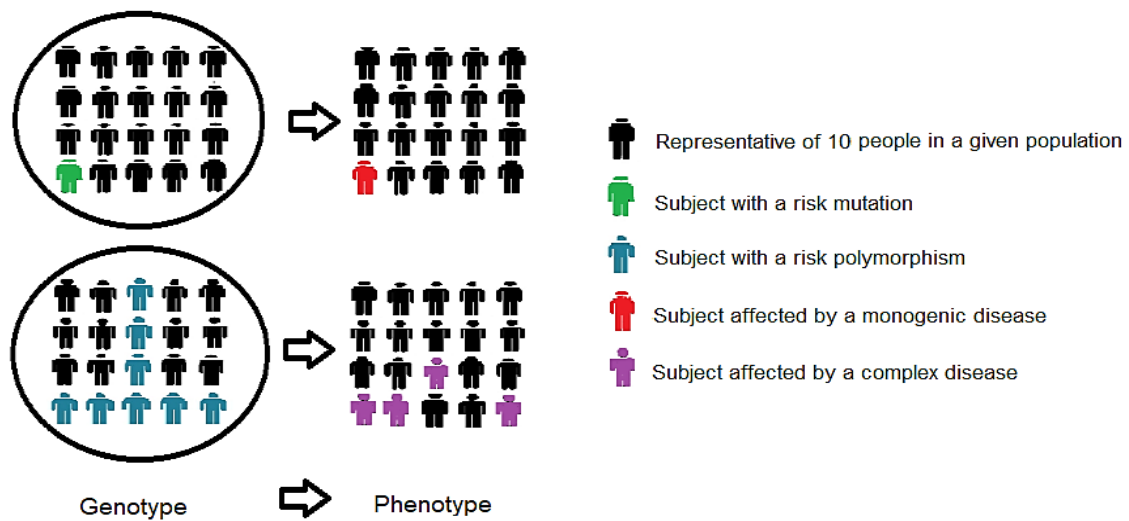 Representative of 10 people in a given population
Subject with a risk mutation
Subject with a risk polymorphism
Subject affected by a monogenic disease
Subject affected by a complex disease
Genotype
Phenotype